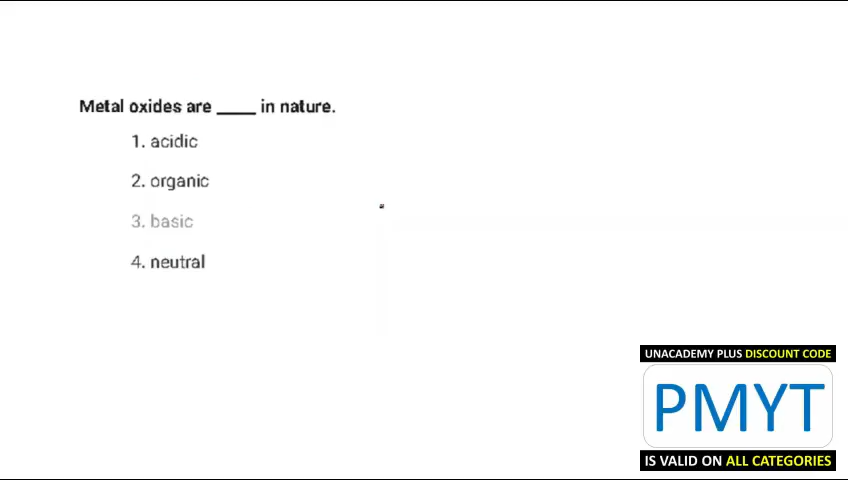 Metal oxides are ____ in nature.
1. acidic
2. organic
3. basic
4. neutral
UNACADEMY PLUS DISCOUNT CODE
PMYT
IS VALID ON ALL CATEGORIES